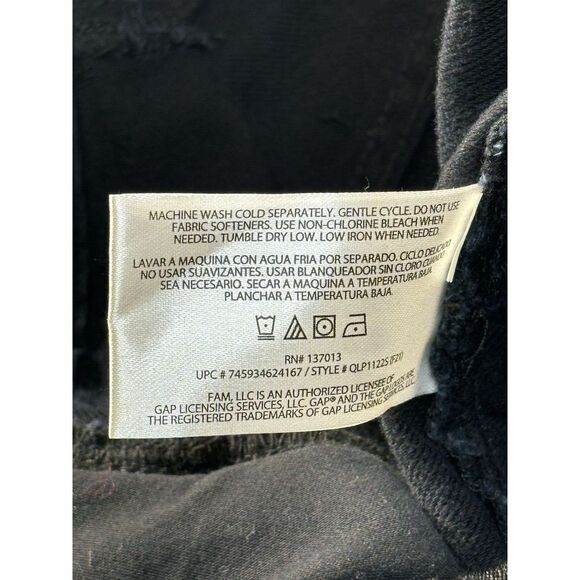 MACHINE WASH COLD SEPARATELY. GENTLE CYCLE. DO NOT USE
FABRIC SOFTENERS. USE NON-CHLORINE BLEACH WHEN
NEEDED. TUMBLE DRY LOW. LOW IRON WHEN NEEDED.
LAVAR A MAQUINA CON AGUA FRIA POR SEPARADO. CICLO DELICADO.
NO USAR SUAVIZANTES. USAR BLANQUEADOR SIN CLORO CUANDO
SEA NECESARIO. SECAR A MAQUINA A TEMPERATURA BAJA.
PLANCHAR A TEMPERATURA BAJA.
RN# 137013
UPC # 745934624167 / STYLE # QLP1122S (F21)
FAM, LLC IS AN AUTHORIZED LICENSEE OF
GAP LICENSING SERVICES, LLC. GAP® AND THE GAP LOGOS ARE
THE REGISTERED TRADEMARKS OF GAP LICENSING SERVICES, LLC.